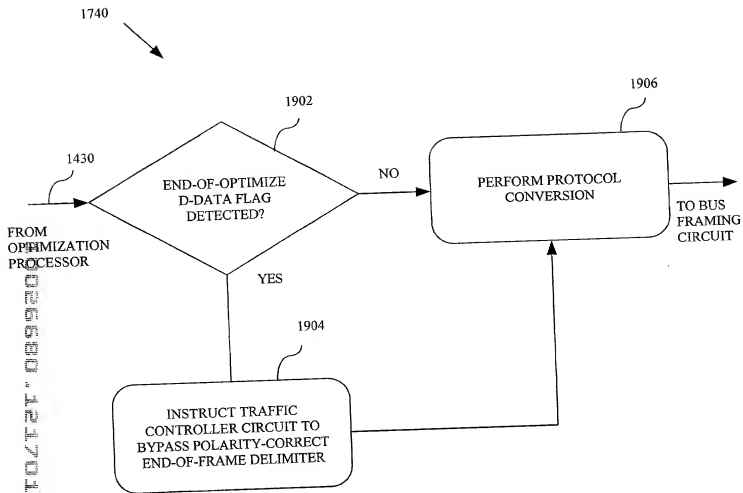 1740
1902
1906
1430
END-OF-OPTIMIZE
D-DATA FLAG
DETECTED?
NO
PERFORM PROTOCOL
CONVERSION
FROM
OPTIMIZATION
PROCESSOR
TO BUS
FRAMING
CIRCUIT
YES
1904
INSTRUCT TRAFFIC
CONTROLLER CIRCUIT TO
BYPASS POLARITY-CORRECT
END-OF-FRAME DELIMITER